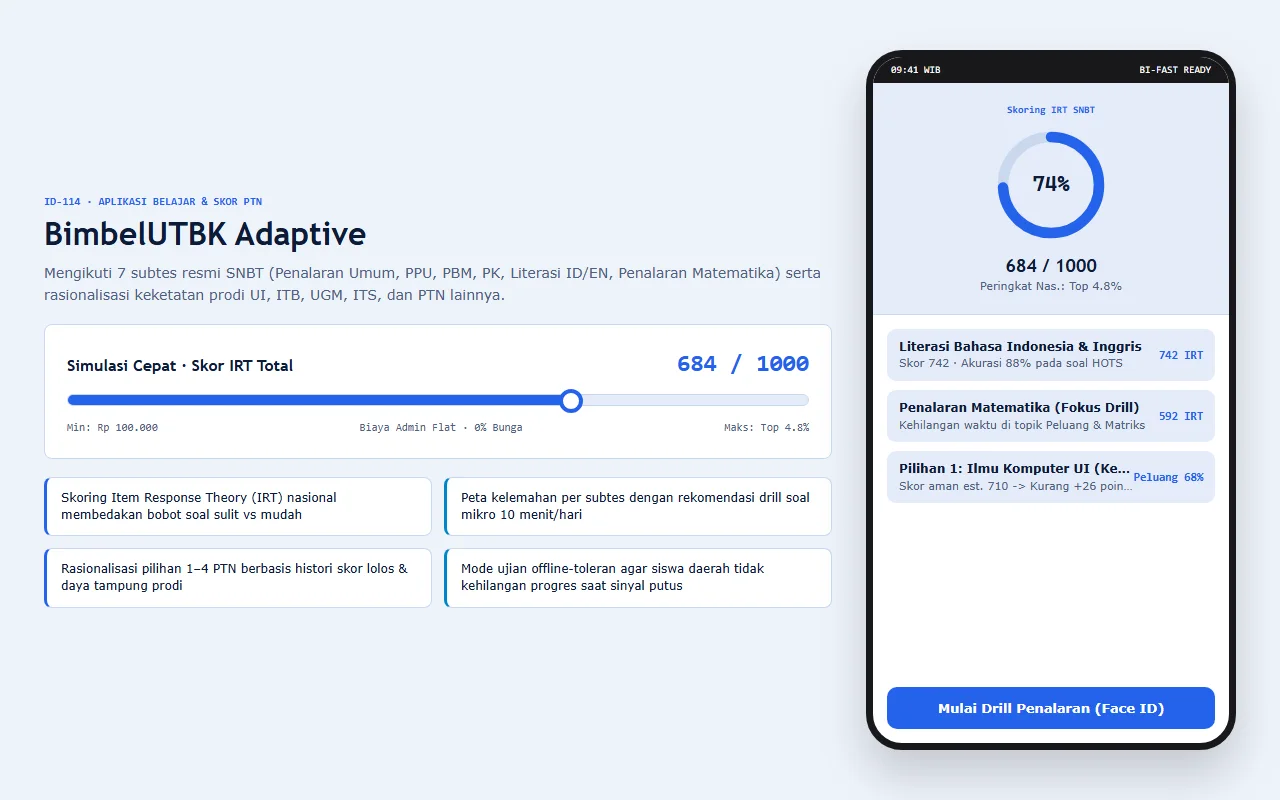 ID-114 · APLIKASI BELAJAR & SKOR PTN
BimbelUTBK Adaptive
Mengikuti 7 subtes resmi SNBT (Penalaran Umum, PPU, PBM, PK, Literasi ID/EN, Penalaran Matematika) serta
rasionalisasi keketatan prodi UI, ITB, UGM, ITS, dan PTN lainnya.
Simulasi Cepat · Skor IRT Total
684 / 1000
Min: Rp 100.000
Biaya Admin Flat · 0% Bunga
Maks: Top 4.8%
Skoring Item Response Theory (IRT) nasional
membedakan bobot soal sulit vs mudah
Peta kelemahan per subtes dengan rekomendasi drill soal
mikro 10 menit/hari
Rasionalisasi pilihan 1–4 PTN berbasis histori skor lolos &
daya tampung prodi
Mode ujian offline-toleran agar siswa daerah tidak
kehilangan progres saat sinyal putus
09:41 WIB
BI-FAST READY
Skoring IRT SNBT
74%
684 / 1000
Peringkat Nas.: Top 4.8%
Literasi Bahasa Indonesia & Inggris
Skor 742 · Akurasi 88% pada soal HOTS
742 IRT
Penalaran Matematika (Fokus Drill)
Kehilangan waktu di topik Peluang & Matriks
592 IRT
Pilihan 1: Ilmu Komputer UI (Ke...
Skor aman est. 710 -> Kurang +26 poin...
Peluang 68%
Mulai Drill Penalaran (Face ID)